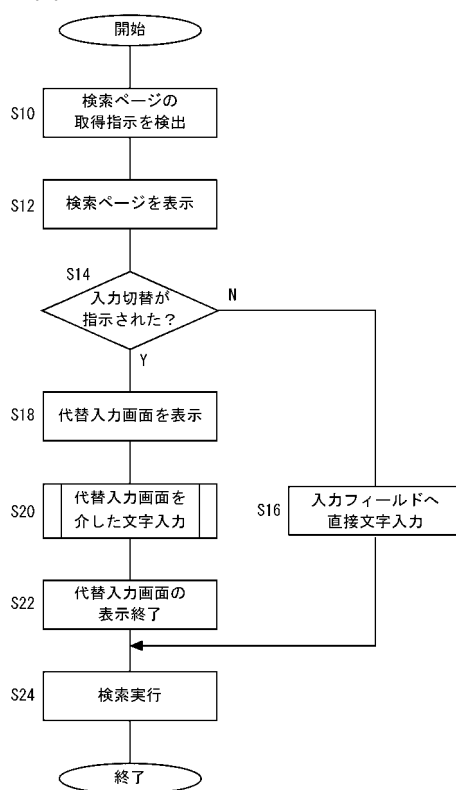 開始
S10
検索ページの
取得指示を検出
S12
検索ページを表示
S14
入力切替が
指示された？
N
Y
S18
代替入力画面を表示
S20
代替入力画面を
介した文字入力
S16
入力フィールドへ
直接文字入力
S22
代替入力画面の
表示終了
S24
検索実行
終了